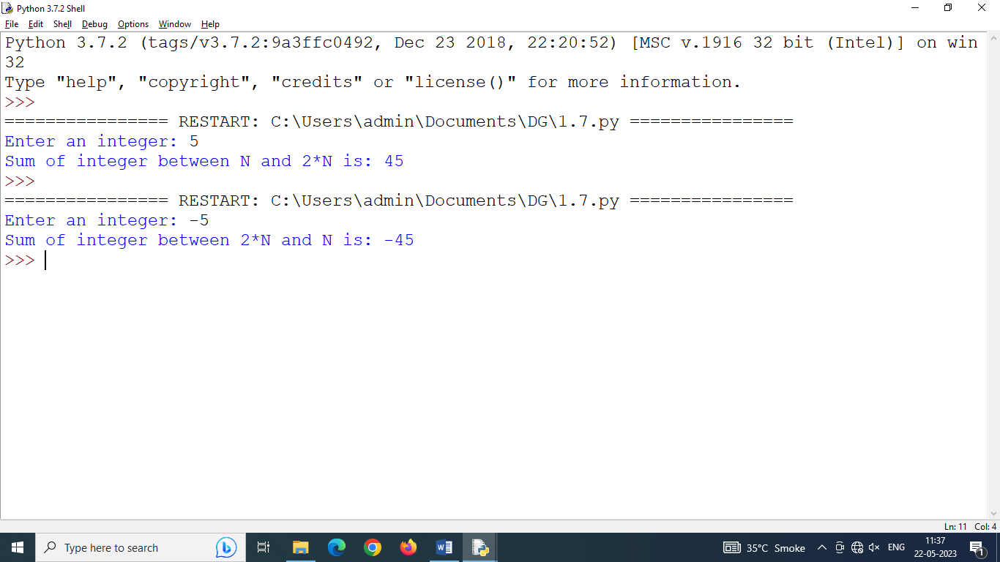 Python 3.7.2 Shell
File Edit Shell Debug Options Window Help
Python 3.7.2 (tags/v3.7.2:9a3ffc0492, Dec 23 2018, 22:20:52) [MSC v.1916 32 bit (Intel)] on win
32
Type "help", "copyright", "credits" or "license()" for more information.
>>>
================ RESTART: C:\Users\admin\Documents\DG\1.7.py ================
Enter an integer: 5
Sum of integer between N and 2*N is: 45
>>>
================ RESTART: C:\Users\admin\Documents\DG\1.7.py ================
Enter an integer: -5
Sum of integer between 2*N and N is: -45
>>>
Ln: 11 Col: 4
Type here to search
35°C Smoke
ENG
11:37
22-05-2023
1